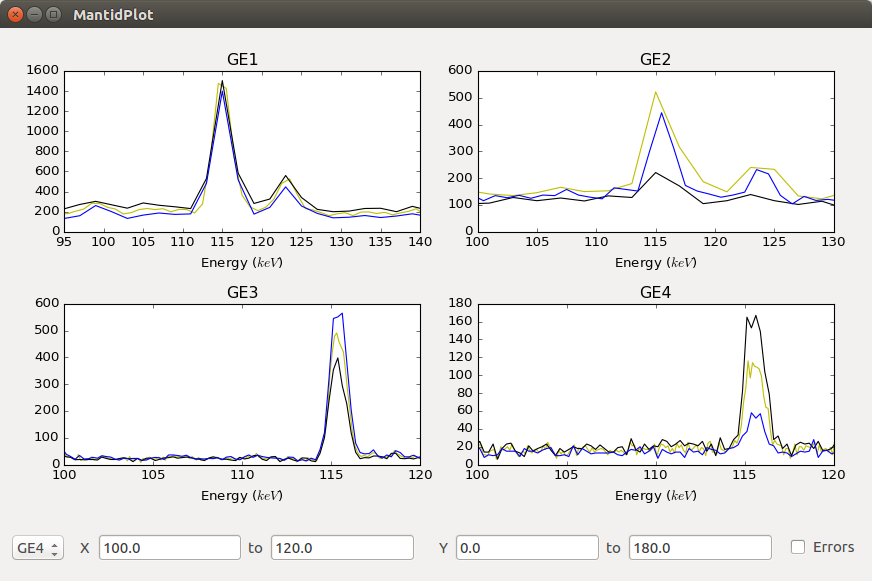 MantidPlot
GE1
1600
1400
1200
1000
800
600
400
200
0
95 100 105 110 115 120 125 130 135 140
Energy (keV)
GE2
600
500
400
300
200
100
0
100 105 110 115 120 125 130
Energy (keV)
GE3
600
500
400
300
200
100
0
100 105 110 115 120
Energy (keV)
GE4
180
160
140
120
100
80
60
40
20
0
100 105 110 115 120
Energy (keV)
GE4 X 100.0 to 120.0 Y 0.0 to 180.0 Errors